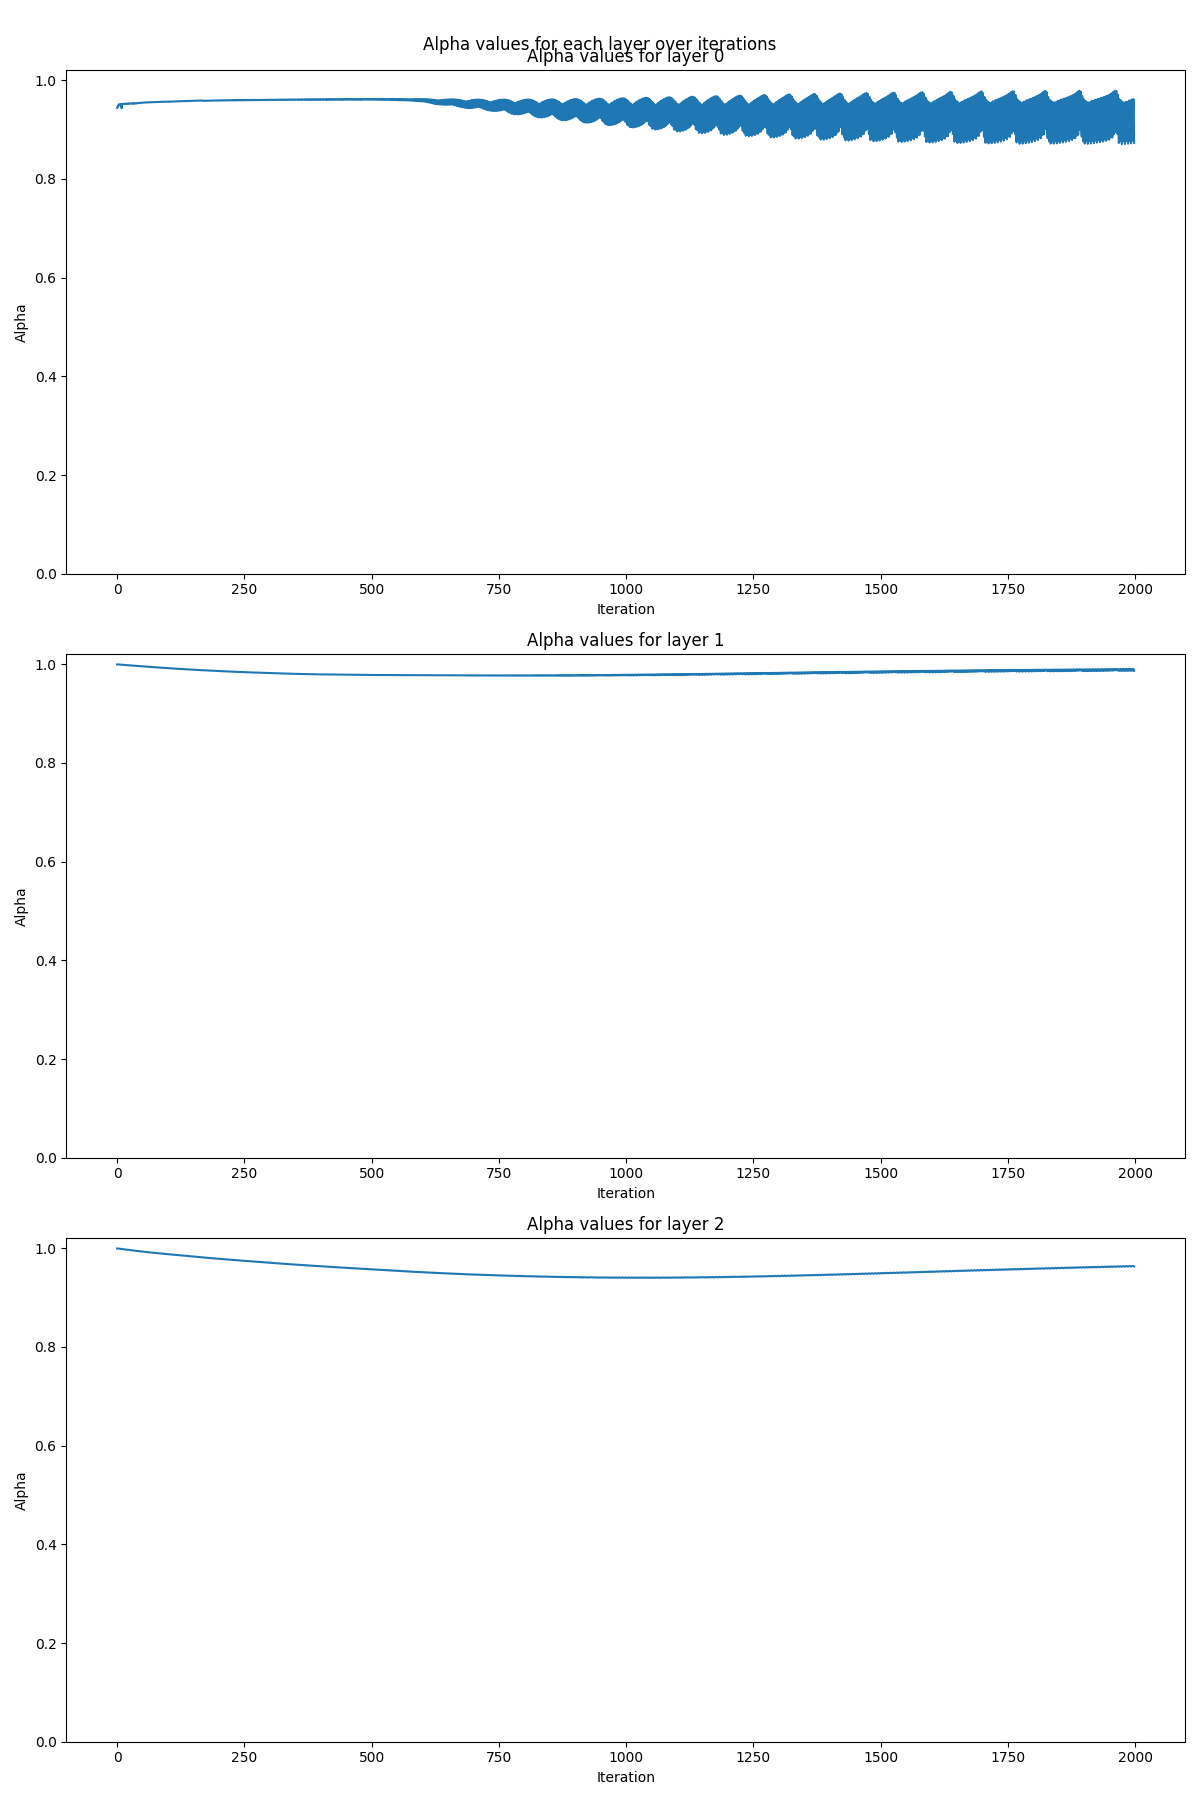 Alpha values for each layer over iterations
Alpha values for layer 0
1.0
0.8
0.6
0.4
0.2
0.0
Alpha
0 250 500 750 1000 1250 1500 1750 2000
Iteration
Alpha values for layer 1
1.0
0.8
0.6
0.4
0.2
0.0
Alpha
0 250 500 750 1000 1250 1500 1750 2000
Iteration
Alpha values for layer 2
1.0
0.8
0.6
0.4
0.2
0.0
Alpha
0 250 500 750 1000 1250 1500 1750 2000
Iteration